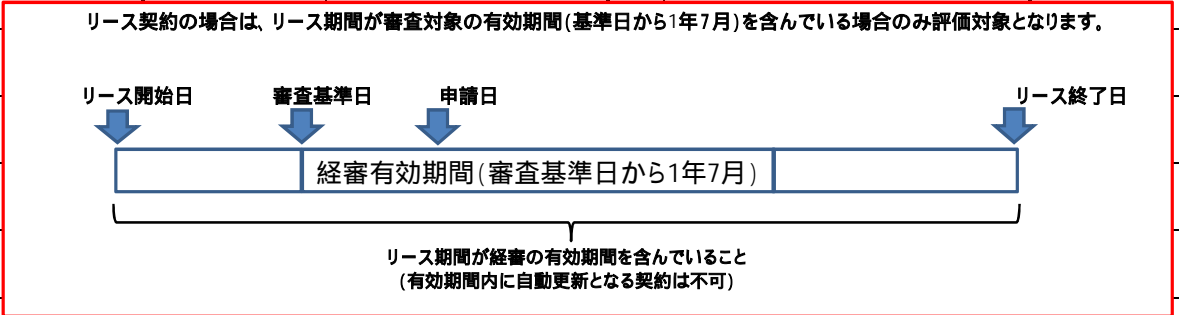 リース契約の場合は、リース期間が審査対象の有効期間(基準日から1年7月)を含んでいる場合のみ評価対象となります。
リース開始日 審査基準日 申請日 リース終了日
経審有効期間(審査基準日から1年7月)
リース期間が経審の有効期間を含んでいること
(有効期間内に自動更新となる契約は不可)